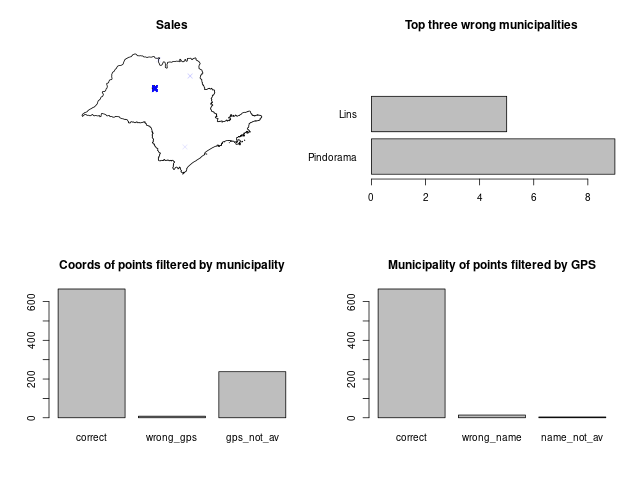 Sales
Top three wrong municipalities
Lins
Pindorama
0 2 4 6 8
Coords of points filtered by municipality
600
400
200
0
correct wrong_gps gps_not_av
Municipality of points filtered by GPS
600
400
200
0
correct wrong_name name_not_av